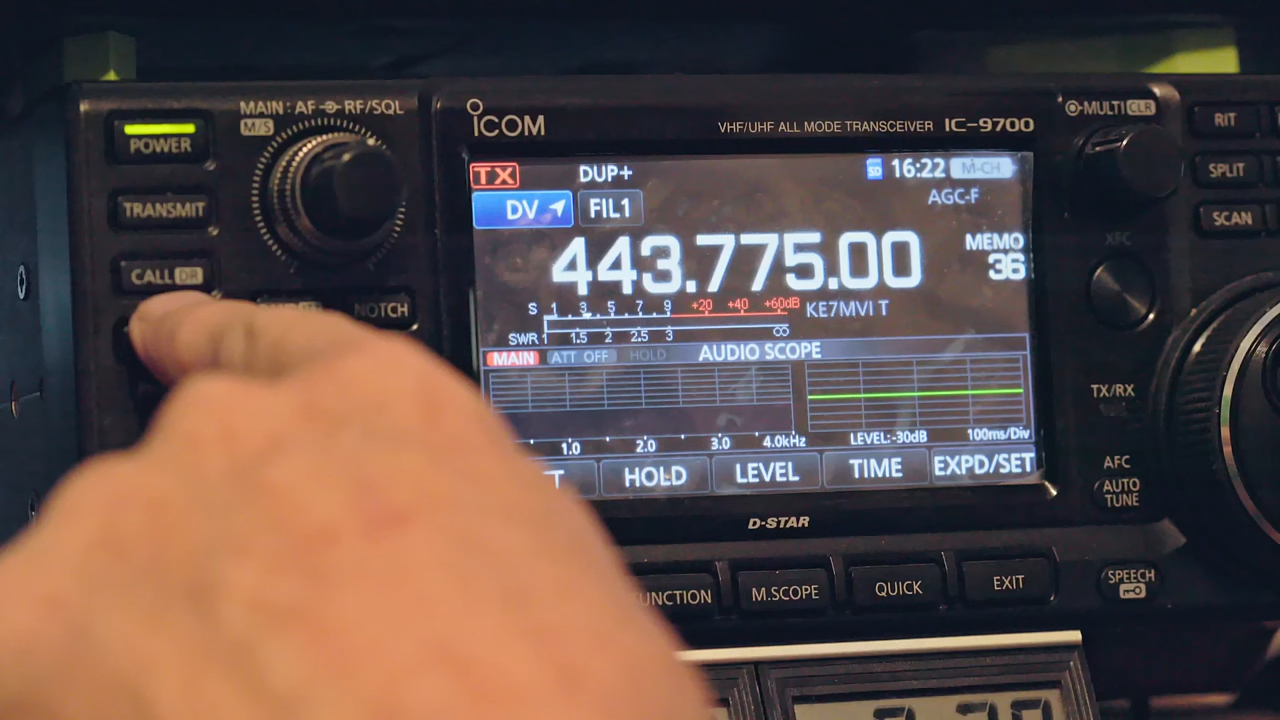 MAIN : AF RF/SQL
M/S
POWER
TRANSMIT
CALL DR
NOTCH
ICOM
VHF/UHF ALL MODE TRANSCEIVER IC-9700
TX DUP+ SD 16:22 M-CH
DV FIL1 AGC-F
443.775.00 MEMO
36
S 1 3 5 7 9 +20 +40 +60dB KE7MVI T
SWR 1 1.5 2 2.5 3 ∞
MAIN ATT OFF HOLD AUDIO SCOPE
1.0 2.0 3.0 4.0kHz LEVEL:-30dB 100ms/Div
HOLD LEVEL TIME EXPD/SET
D-STAR
M.SCOPE QUICK EXIT
MULTI CLR
RIT
SPLIT
SCAN
XFC
TX/RX
AFC
AUTO
TUNE
SPEECH